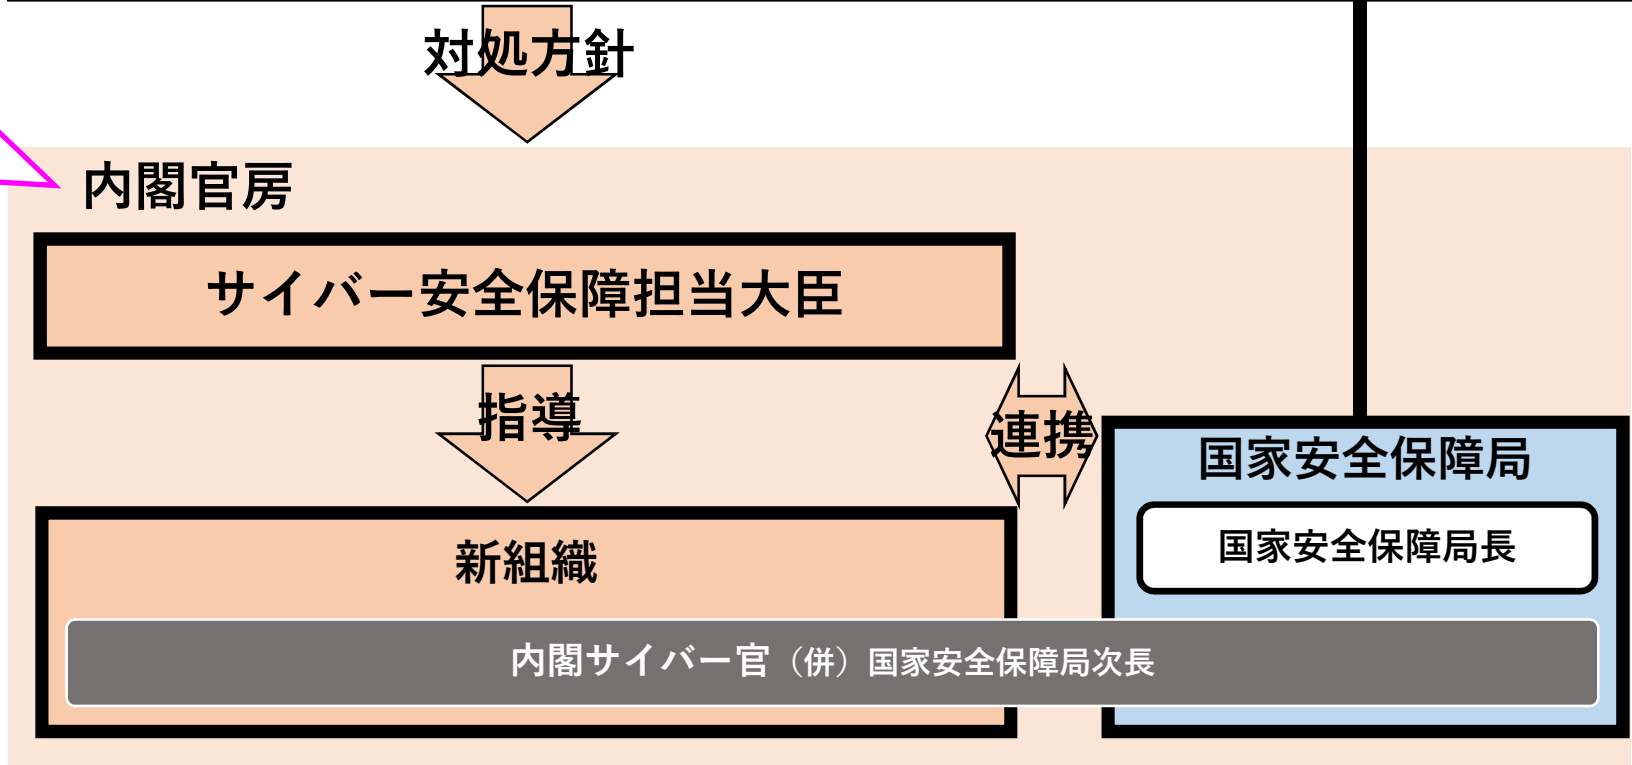 対処方針
内閣官房
サイバー安全保障担当大臣
指導
連携
国家安全保障局
国家安全保障局長
新組織
内閣サイバー官（併）国家安全保障局次長